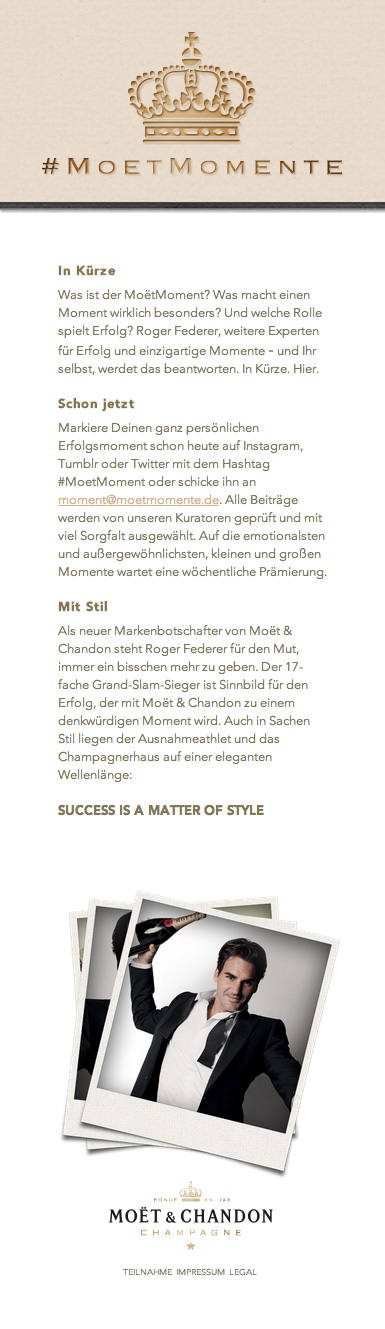 #MOETMOMENTE
In Kürze
Was ist der MoëtMoment? Was macht einen
Moment wirklich besonders? Und welche Rolle
spielt Erfolg? Roger Federer, weitere Experten
für Erfolg und einzigartige Momente – und Ihr
selbst, werdet das beantworten. In Kürze. Hier.
Schon jetzt
Markiere Deinen ganz persönlichen
Erfolgsmoment schon heute auf Instagram,
Tumblr oder Twitter mit dem Hashtag
#MoetMoment oder schicke ihn an
moment@moetmomente.de. Alle Beiträge
werden von unseren Kuratoren geprüft und mit
viel Sorgfalt ausgewählt. Auf die emotionalsten
und außergewöhnlichsten, kleinen und großen
Momente wartet eine wöchentliche Prämierung.
Mit Stil
Als neuer Markenbotschafter von Moët &
Chandon steht Roger Federer für den Mut,
immer ein bisschen mehr zu geben. Der 17-
fache Grand-Slam-Sieger ist Sinnbild für den
Erfolg, der mit Moët & Chandon zu einem
denkwürdigen Moment wird. Auch in Sachen
Stil liegen der Ausnahmeathlet und das
Champagnerhaus auf einer eleganten
Wellenlänge:
SUCCESS IS A MATTER OF STYLE
FONDÉ EN 1743
MOËT & CHANDON
CHAMPAGNE
TEILNAHME IMPRESSUM LEGAL